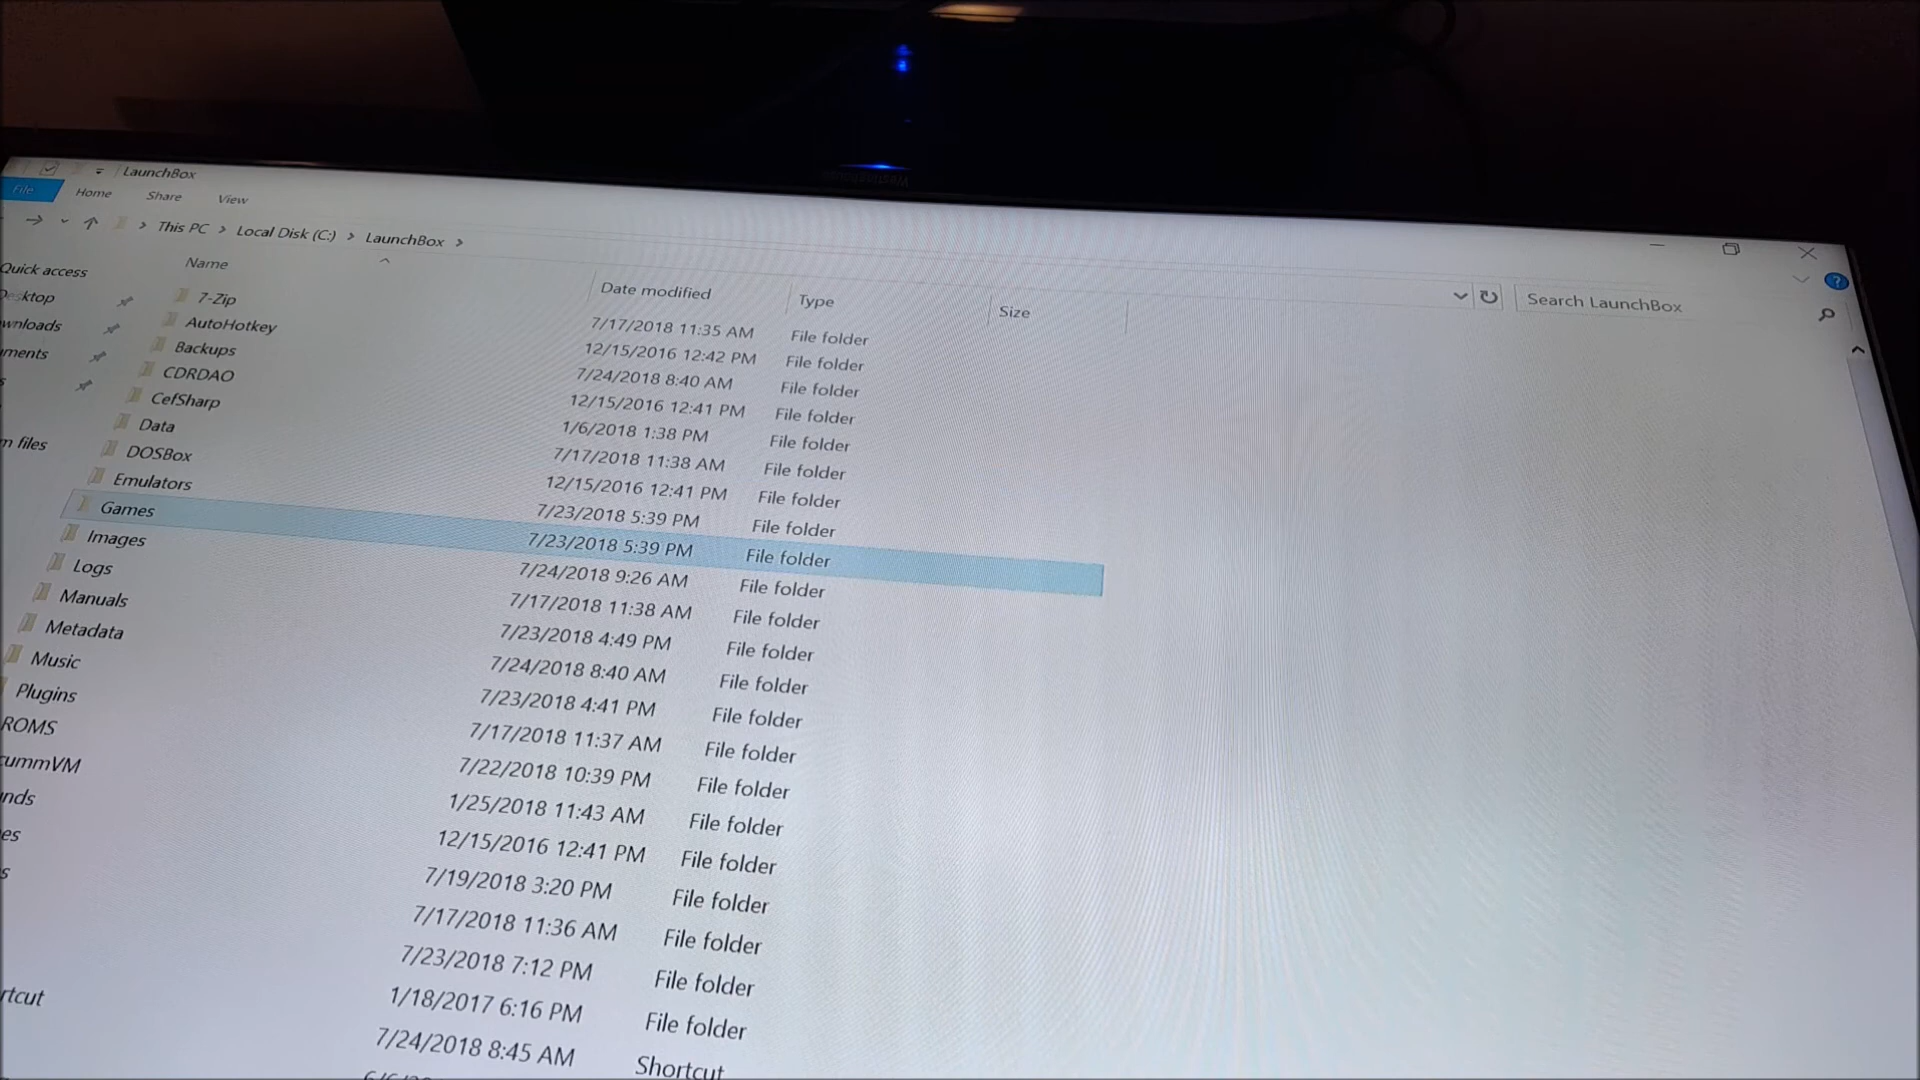 LaunchBox
File Home Share View
This PC > Local Disk (C:) > LaunchBox >
Search LaunchBox
Quick access
Desktop
wnloads
uments
s
m files
Name Date modified Type Size
7-Zip 7/17/2018 11:35 AM File folder
AutoHotkey 12/15/2016 12:42 PM File folder
Backups 7/24/2018 8:40 AM File folder
CDRDAO 12/15/2016 12:41 PM File folder
CefSharp 1/6/2018 1:38 PM File folder
Data 7/17/2018 11:38 AM File folder
DOSBox 12/15/2016 12:41 PM File folder
Emulators 7/23/2018 5:39 PM File folder
Games 7/23/2018 5:39 PM File folder
Images 7/24/2018 9:26 AM File folder
Logs 7/17/2018 11:38 AM File folder
Manuals 7/23/2018 4:49 PM File folder
Metadata 7/24/2018 8:40 AM File folder
Music 7/23/2018 4:41 PM File folder
Plugins 7/17/2018 11:37 AM File folder
ROMS 7/22/2018 10:39 PM File folder
cummVM 1/25/2018 11:43 AM File folder
nds 12/15/2016 12:41 PM File folder
es 7/19/2018 3:20 PM File folder
s 7/17/2018 11:36 AM File folder
7/23/2018 7:12 PM File folder
1/18/2017 6:16 PM File folder
rtcut 7/24/2018 8:45 AM Shortcut